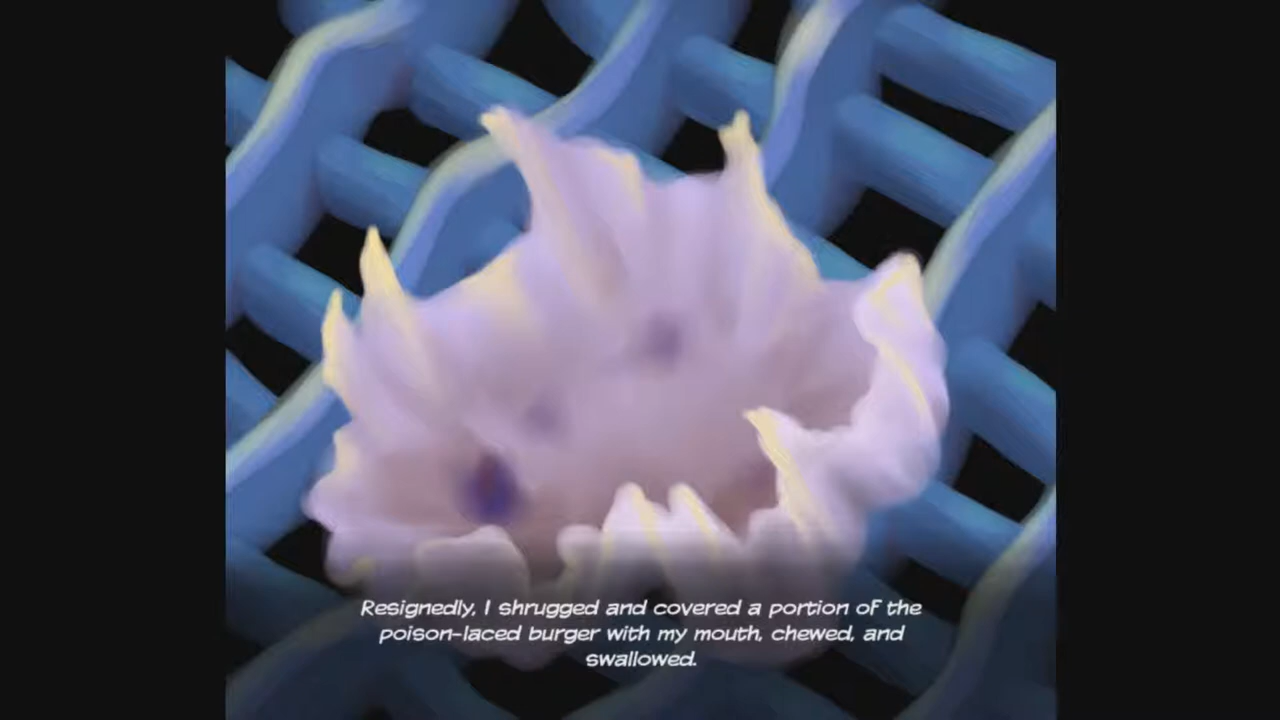 Resignedly, I shrugged and covered a portion of the
poison-laced burger with my mouth, chewed, and
swallowed.